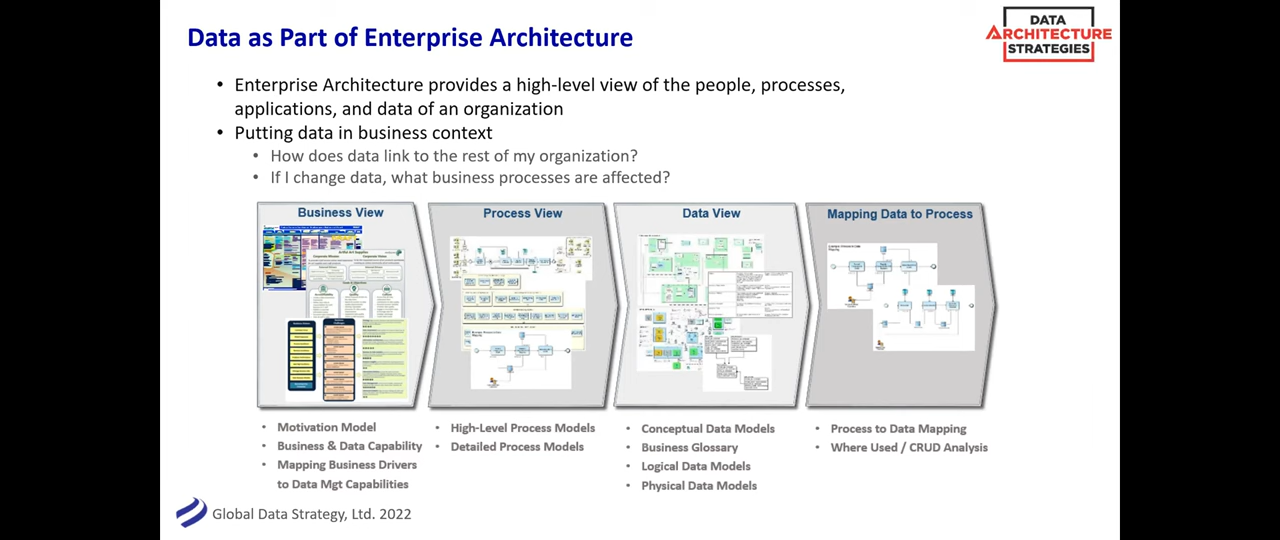 Data as Part of Enterprise Architecture
DATA
ARCHITECTURE
STRATEGIES
• Enterprise Architecture provides a high-level view of the people, processes,
applications, and data of an organization
• Putting data in business context
• How does data link to the rest of my organization?
• If I change data, what business processes are affected?
Business View
Process View
Data View
Mapping Data to Process
• Motivation Model
• Business & Data Capability
• Mapping Business Drivers
to Data Mgt Capabilities
• High-Level Process Models
• Detailed Process Models
• Conceptual Data Models
• Business Glossary
• Logical Data Models
• Physical Data Models
• Process to Data Mapping
• Where Used / CRUD Analysis
Global Data Strategy, Ltd. 2022